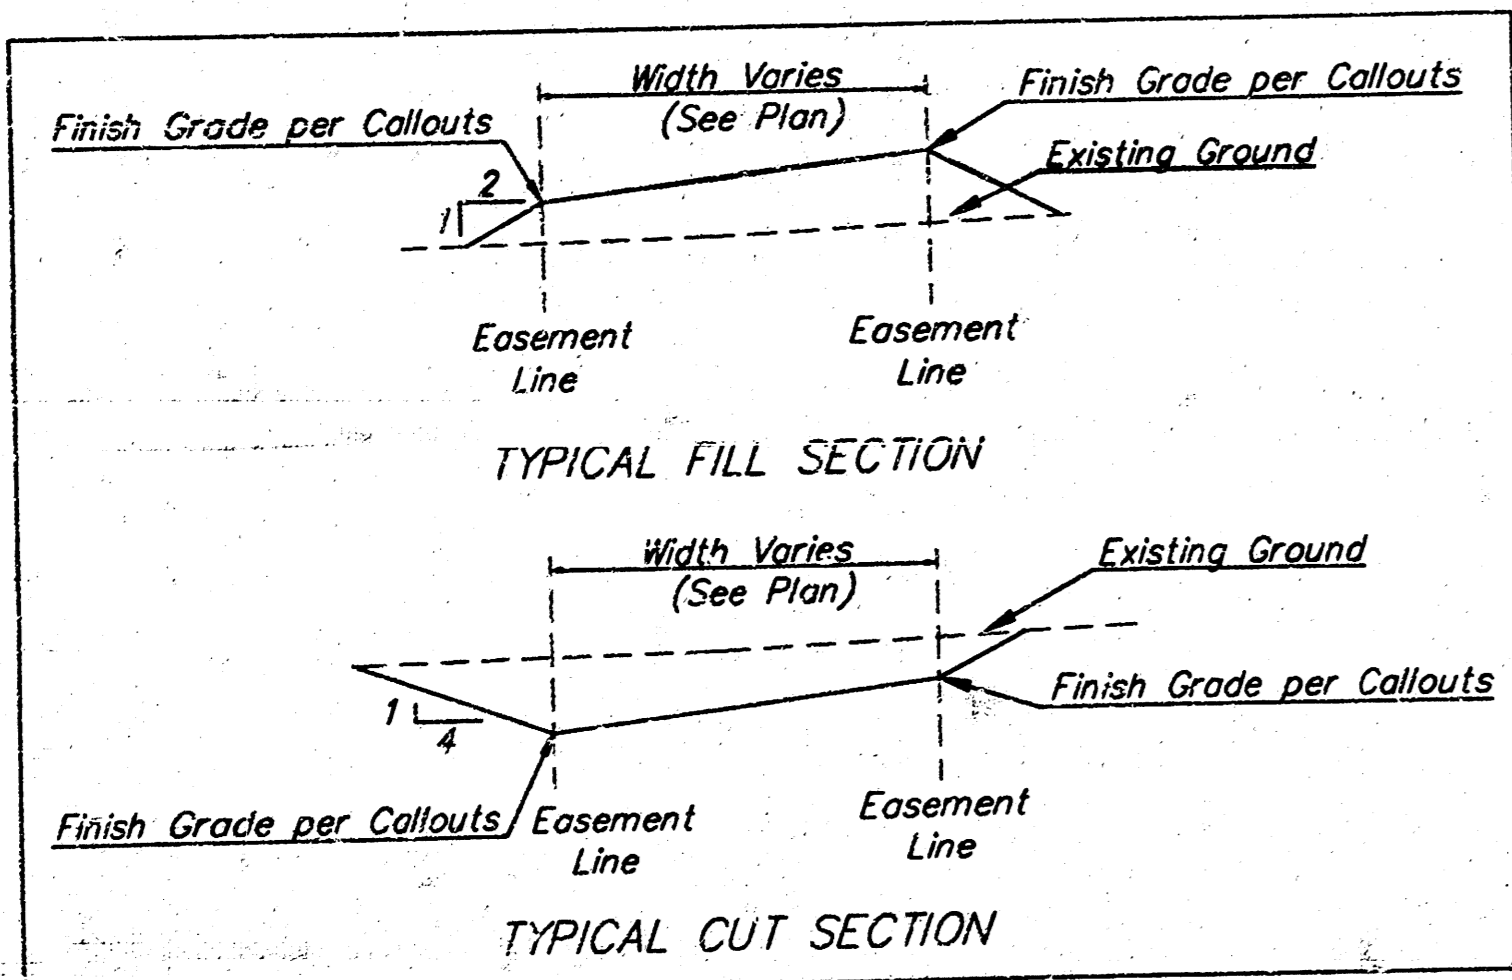 Width Varies
(See Plan)
Finish Grade per Callouts
Finish Grade per Callouts
Existing Ground
2
1
Easement
Line
Easement
Line
TYPICAL FILL SECTION
Width Varies
(See Plan)
Existing Ground
Finish Grade per Callouts
1
4
Finish Grade per Callouts
Easement
Line
Easement
Line
TYPICAL CUT SECTION